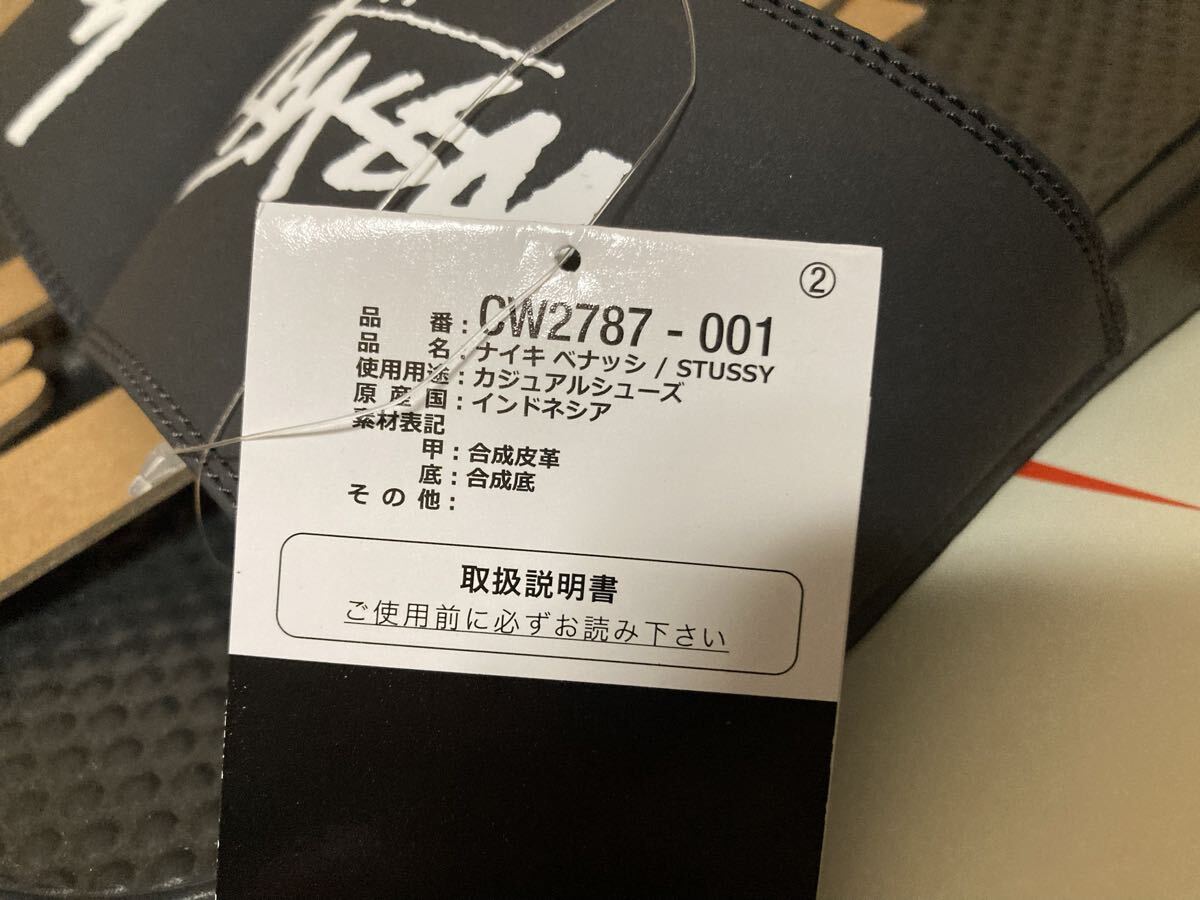 ②
品番：CW2787-001
品名：ナイキ ベナッシ / STUSSY
使用用途：カジュアルシューズ
原産国：インドネシア
素材表記
甲：合成皮革
底：合成底
その他：
取扱説明書
ご使用前に必ずお読み下さい